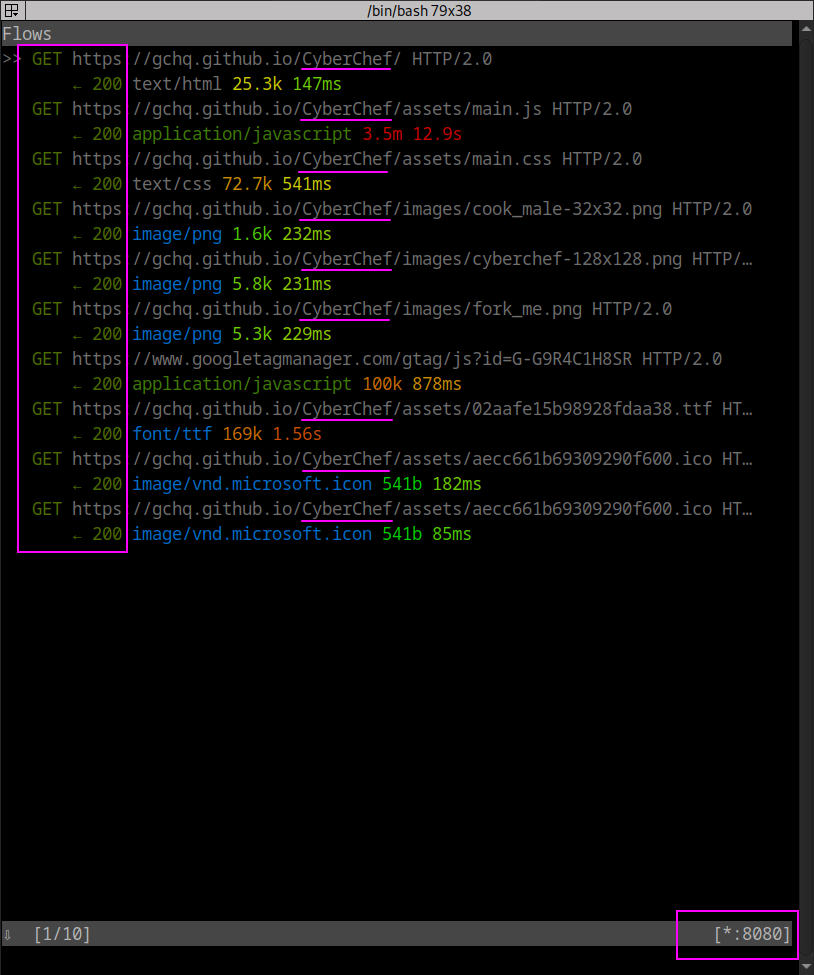 /bin/bash 79x38
Flows
>> GET https //gchq.github.io/CyberChef/ HTTP/2.0
← 200 text/html 25.3k 147ms
GET https //gchq.github.io/CyberChef/assets/main.js HTTP/2.0
← 200 application/javascript 3.5m 12.9s
GET https //gchq.github.io/CyberChef/assets/main.css HTTP/2.0
← 200 text/css 72.7k 541ms
GET https //gchq.github.io/CyberChef/images/cook_male-32x32.png HTTP/2.0
← 200 image/png 1.6k 232ms
GET https //gchq.github.io/CyberChef/images/cyberchef-128x128.png HTTP/…
← 200 image/png 5.8k 231ms
GET https //gchq.github.io/CyberChef/images/fork_me.png HTTP/2.0
← 200 image/png 5.3k 229ms
GET https //www.googletagmanager.com/gtag/js?id=G-G9R4C1H8SR HTTP/2.0
← 200 application/javascript 100k 878ms
GET https //gchq.github.io/CyberChef/assets/02aafe15b98928fdaa38.ttf HT…
← 200 font/ttf 169k 1.56s
GET https //gchq.github.io/CyberChef/assets/aecc661b69309290f600.ico HT…
← 200 image/vnd.microsoft.icon 541b 182ms
GET https //gchq.github.io/CyberChef/assets/aecc661b69309290f600.ico HT…
← 200 image/vnd.microsoft.icon 541b 85ms
⇩ [1/10] [*:8080]